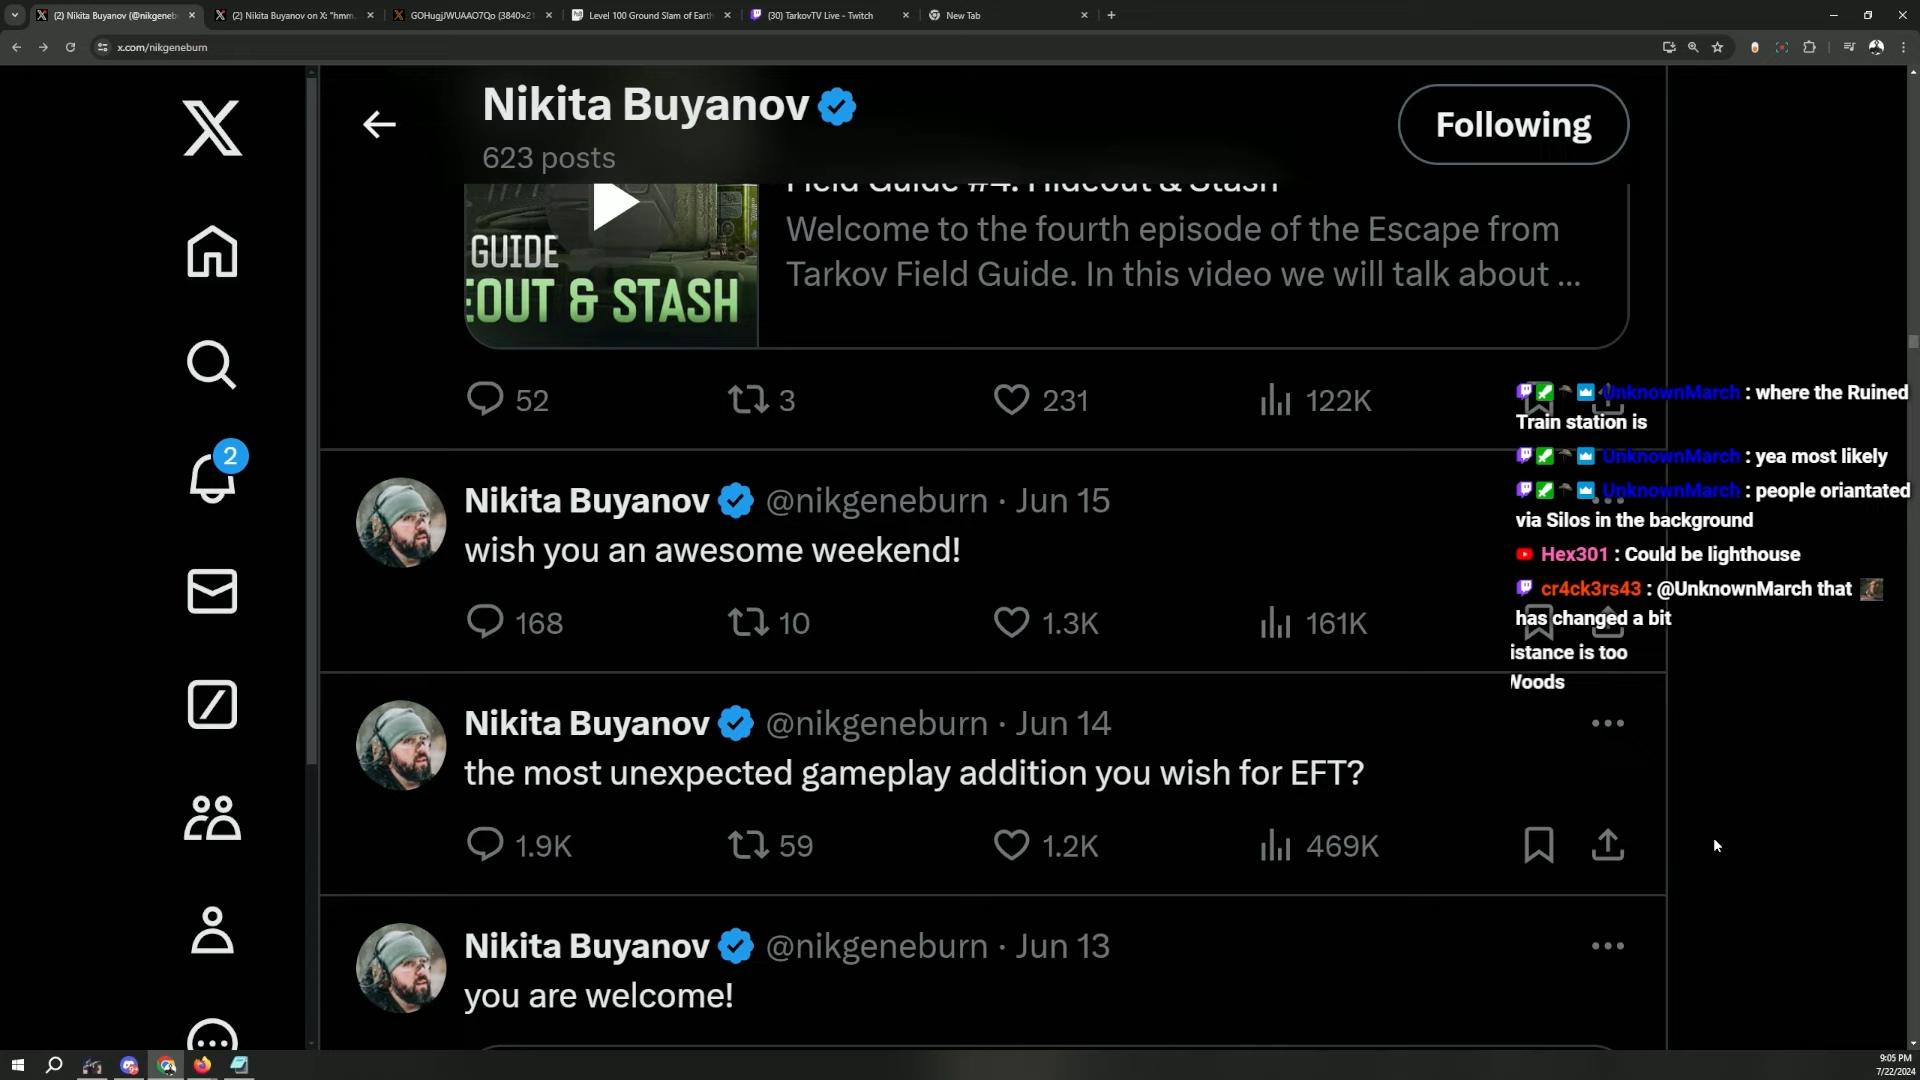 (2) Nikita Buyanov (@nikgeneb
(2) Nikita Buyanov on X: "hmm,
GOHugjJWUAAO7Qo (3840×21
Level 100 Ground Slam of Earth
(30) TarkovTV Live - Twitch
New Tab
x.com/nikgeneburn
Nikita Buyanov
623 posts
Following
Field Guide #4. Hideout & Stash
GUIDE
EOUT & STASH
Welcome to the fourth episode of the Escape from
Tarkov Field Guide. In this video we will talk about ...
52
3
231
122K
Nikita Buyanov @nikgeneburn · Jun 15
wish you an awesome weekend!
168
10
1.3K
161K
Nikita Buyanov @nikgeneburn · Jun 14
the most unexpected gameplay addition you wish for EFT?
1.9K
59
1.2K
469K
Nikita Buyanov @nikgeneburn · Jun 13
you are welcome!
2
UnknownMarch : where the Ruined
Train station is
UnknownMarch : yea most likely
UnknownMarch : people oriantated
via Silos in the background
Hex301 : Could be lighthouse
cr4ck3rs43 : @UnknownMarch that
has changed a bit
istance is too
Woods
9:05 PM
7/22/2024